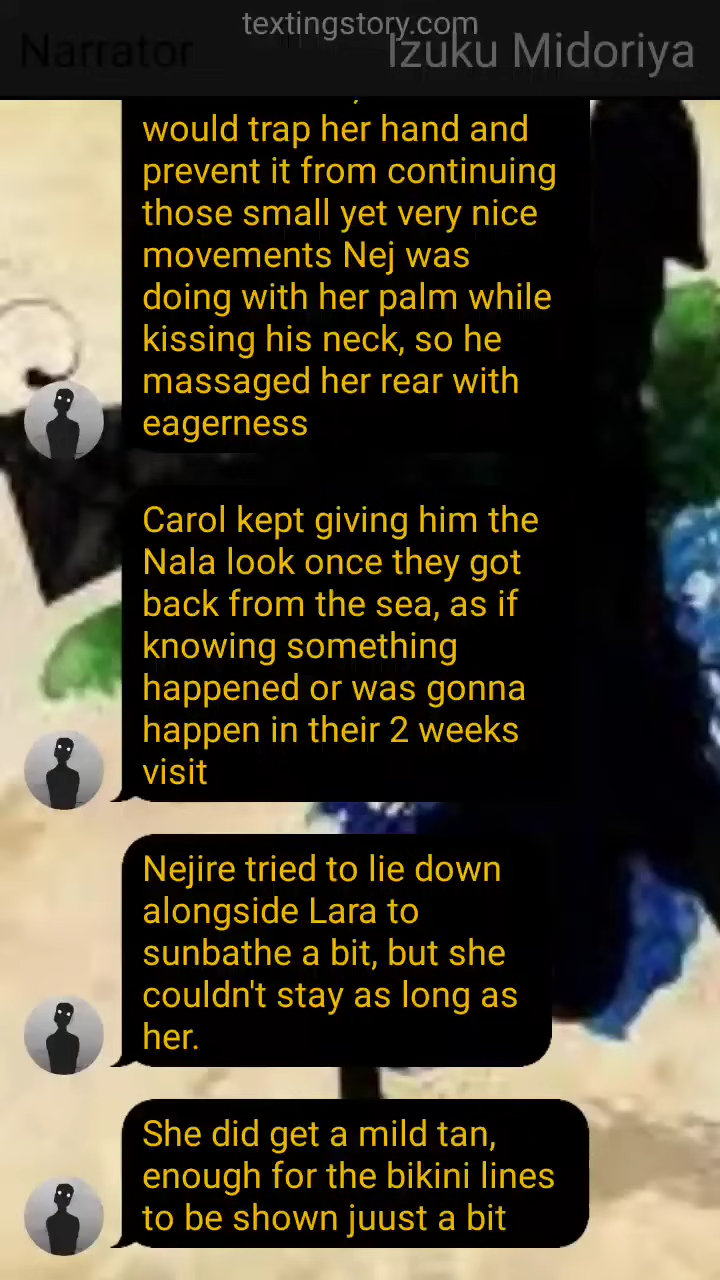 textingstory.com
Narrator
Izuku Midoriya
would trap her hand and
prevent it from continuing
those small yet very nice
movements Nej was
doing with her palm while
kissing his neck, so he
massaged her rear with
eagerness
Carol kept giving him the
Nala look once they got
back from the sea, as if
knowing something
happened or was gonna
happen in their 2 weeks
visit
Nejire tried to lie down
alongside Lara to
sunbathe a bit, but she
couldn't stay as long as
her.
She did get a mild tan,
enough for the bikini lines
to be shown juust a bit